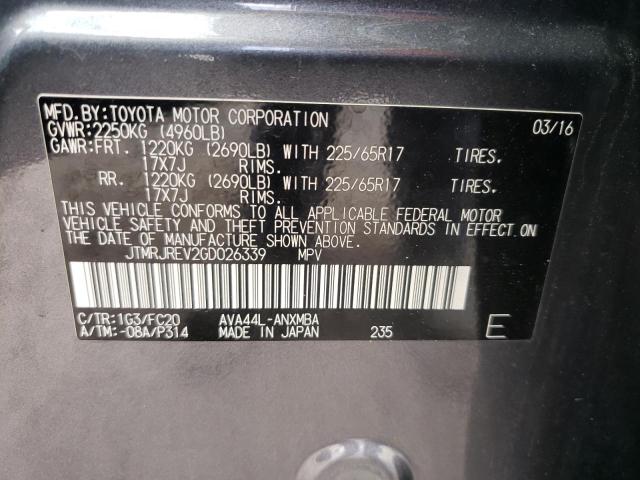 MFD.BY:TOYOTA MOTOR CORPORATION 03/16
GVWR:2250KG (4960LB)
GAWR:FRT. 1220KG (2690LB) WITH 225/65R17 TIRES.
17X7J RIMS.
RR. 1220KG (2690LB) WITH 225/65R17 TIRES.
17X7J RIMS.
THIS VEHICLE CONFORMS TO ALL APPLICABLE FEDERAL MOTOR
VEHICLE SAFETY AND THEFT PREVENTION STANDARDS IN EFFECT ON
THE DATE OF MANUFACTURE SHOWN ABOVE.
JTMRJREV2GD026339 MPV
C/TR:1G3/FC20 AVA44L-ANXMBA
A/TM:-08A/P314 MADE IN JAPAN 235 E